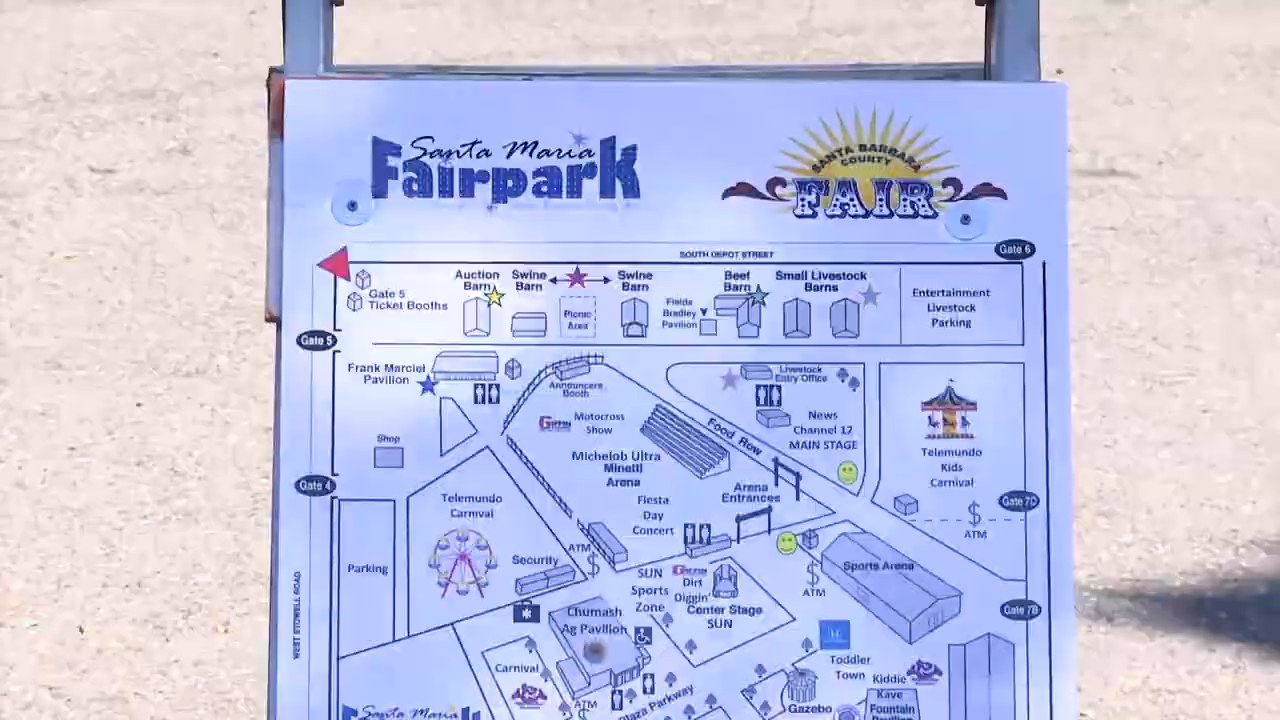 Santa Maria
Fairpark
SANTA BARBARA
COUNTY
FAIR
SOUTH DEPOT STREET
Gate 6
Gate 5
Ticket Booths
Auction
Barn
Swine
Barn
Picnic
Area
Swine
Barn
Fields
Bradley
Pavilion
Beef
Barn
Small Livestock
Barns
Entertainment
Livestock
Parking
Gate 5
Frank Marciel
Pavilion
Announcers
Booth
Livestock
Entry Office
Motocross
Show
News
Channel 12
MAIN STAGE
Food Row
Shop
Michelob Ultra
Minetti
Arena
Telemundo
Kids
Carnival
Gate 4
Telemundo
Carnival
Arena
Entrances
Fiesta
Day
Concert
Gate 7C
$
ATM
Parking
Security
ATM
$
SUN
Sports
Zone
Dirt
Diggin'
Center Stage
SUN
$
ATM
Sports Arena
Gate 7B
WEST STOWELL ROAD
Chumash
Ag Pavilion
Carnival
ATM
$
Plaza Parkway
Toddler
Town
Gazebo
Kiddie
Kave
Fountain
Pavilion
Santa Maria